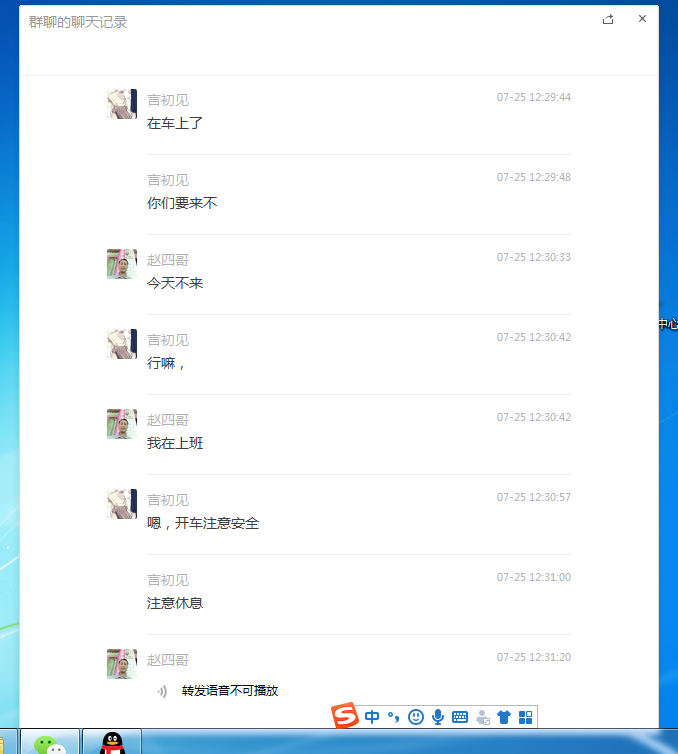 群聊的聊天记录
言初见 07-25 12:29:44
在车上了
言初见 07-25 12:29:48
你们要来不
赵四哥 07-25 12:30:33
今天不来
中心
言初见 07-25 12:30:42
行嘛，
赵四哥 07-25 12:30:42
我在上班
言初见 07-25 12:30:57
嗯，开车注意安全
言初见 07-25 12:31:00
注意休息
赵四哥 07-25 12:31:20
转发语音不可播放
S 中